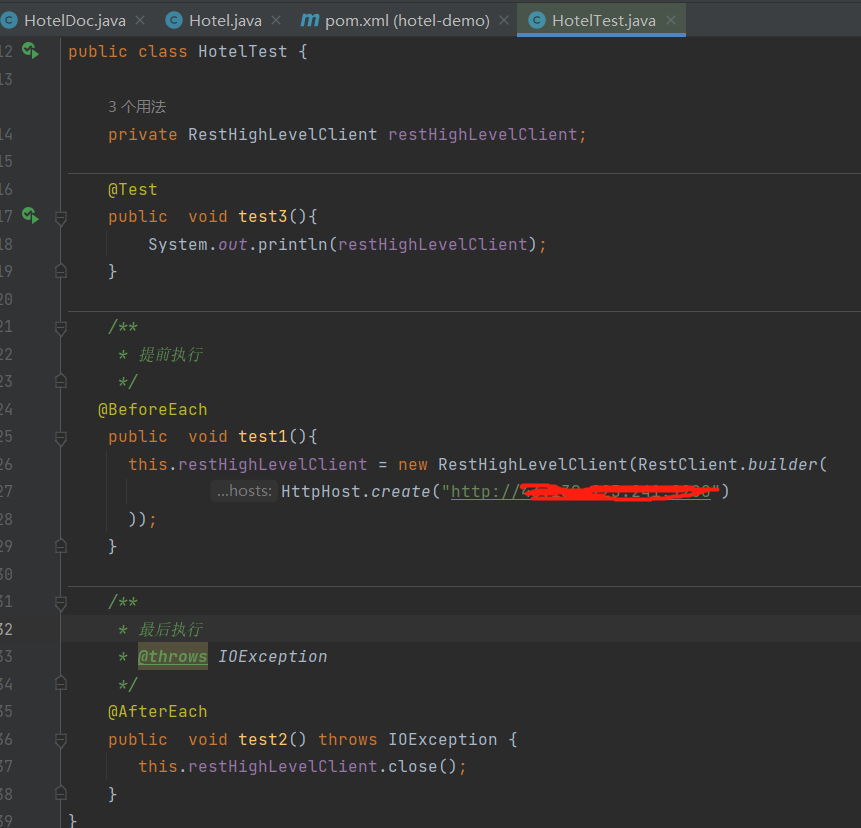 HotelDoc.java Hotel.java pom.xml (hotel-demo) HotelTest.java
12 public class HotelTest {
13
3 个用法
14 private RestHighLevelClient restHighLevelClient;
15
16 @Test
17 public  void test3(){
18 System.out.println(restHighLevelClient);
19 }
20
21 /**
22 * 提前执行
23 */
24 @BeforeEach
25 public  void test1(){
26 this.restHighLevelClient = new RestHighLevelClient(RestClient.builder(
27 ...hosts: HttpHost.create("http://")
28 ));
29 }
30
31 /**
32 * 最后执行
33 * @throws IOException
34 */
35 @AfterEach
36 public  void test2() throws IOException {
37 this.restHighLevelClient.close();
38 }
39 }